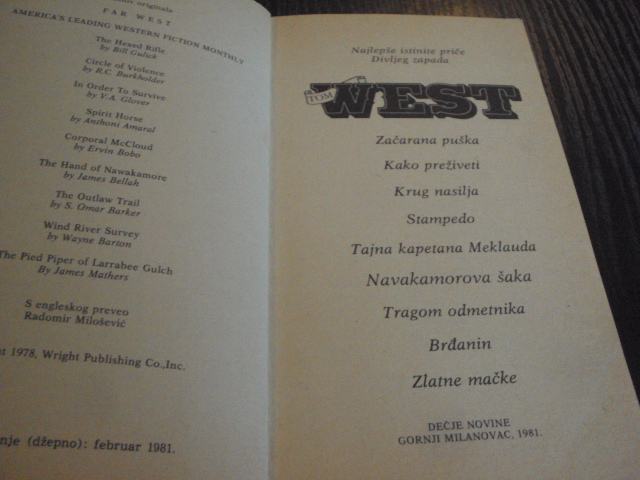 originala
FAR WEST
AMERICA'S LEADING WESTERN FICTION MONTHLY
The Hexed Rifle
by Bill Gulick
Circle of Violence
by R.C. Burkholder
In Order To Survive
by V.A. Glover
Spirit Horse
by Anthoni Amaral
Corporal McCloud
by Ervin Bobo
The Hand of Nawakamore
by James Bellah
The Outlaw Trail
by S. Omar Barker
Wind River Survey
by Wayne Barton
The Pied Piper of Larrabee Gulch
By James Mathers
S engleskog preveo
Radomir Milošević
1978, Wright Publishing Co.,Inc.
(džepno): februar 1981.
Najlepše istinite priče
Divljeg zapada
TOM
WEST
Začarana puška
Kako preživeti
Krug nasilja
Stampedo
Tajna kapetana Meklauda
Navakamorova šaka
Tragom odmetnika
Brđanin
Zlatne mačke
DEČJE NOVINE
GORNJI MILANOVAC, 1981.